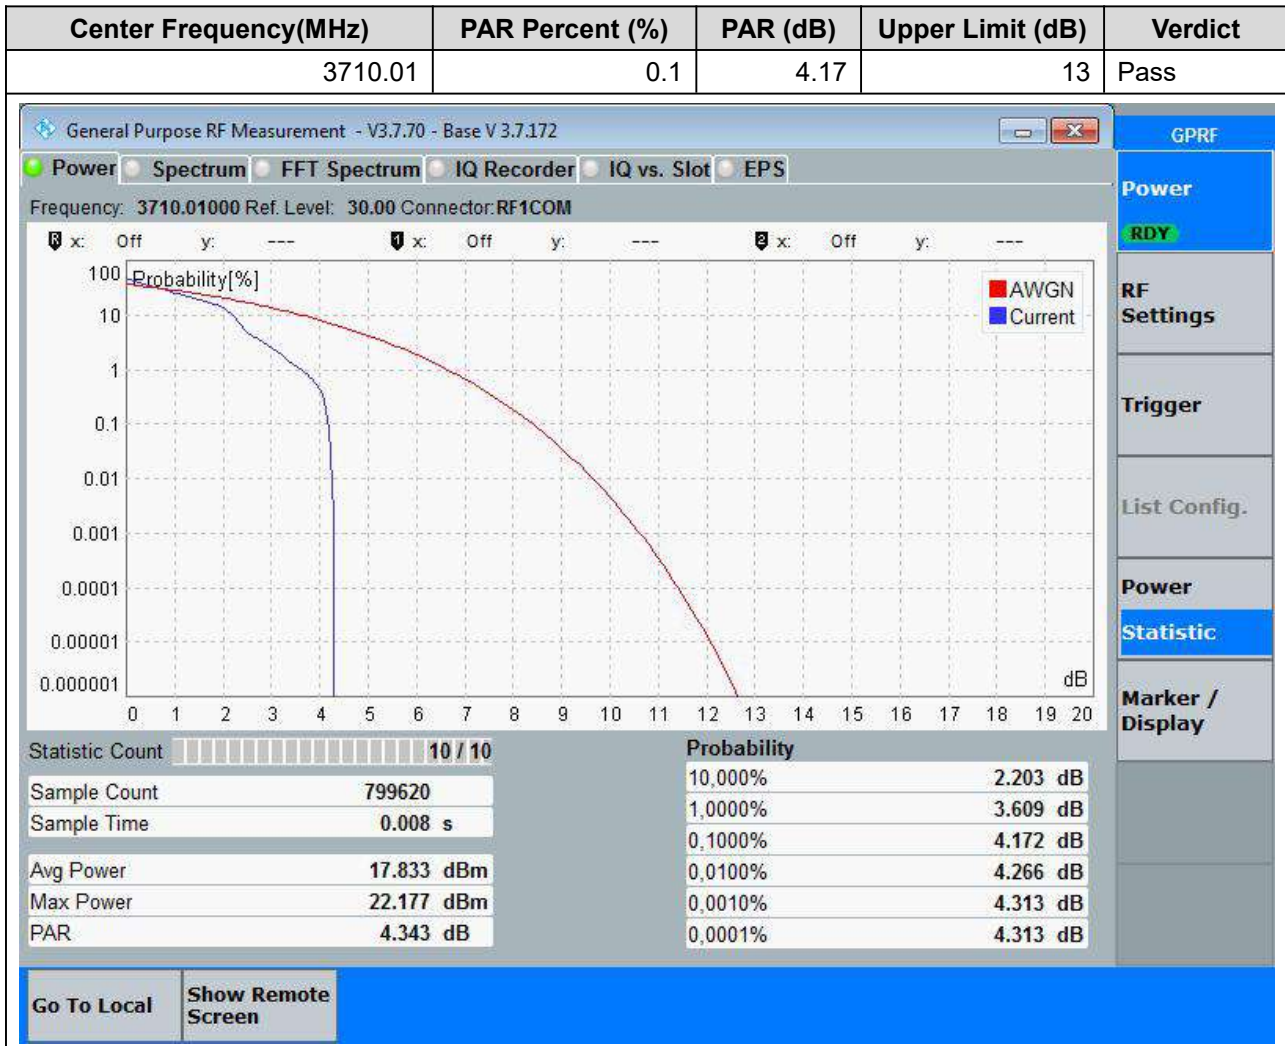 Center Frequency(MHz) PAR Percent (%) PAR (dB) Upper Limit (dB) Verdict
3710.01 0.1 4.17 13 Pass
General Purpose RF Measurement - V3.7.70 - Base V 3.7.172
GPRF
Power Spectrum FFT Spectrum IQ Recorder IQ vs. Slot EPS
Frequency: 3710.01000 Ref. Level: 30.00 Connector:RF1COM
R x: Off y: --- 1 x: Off y: --- 2 x: Off y: ---
Probability[%]
100
10
1
0.1
0.01
0.001
0.0001
0.00001
0.000001
AWGN
Current
dB
0 1 2 3 4 5 6 7 8 9 10 11 12 13 14 15 16 17 18 19 20
Statistic Count 10 / 10
Sample Count 799620
Sample Time 0.008 s
Avg Power 17.833 dBm
Max Power 22.177 dBm
PAR 4.343 dB
Probability
10,000% 2.203 dB
1,0000% 3.609 dB
0,1000% 4.172 dB
0,0100% 4.266 dB
0,0010% 4.313 dB
0,0001% 4.313 dB
Power
RDY
RF
Settings
Trigger
List Config.
Power
Statistic
Marker /
Display
Go To Local
Show Remote
Screen